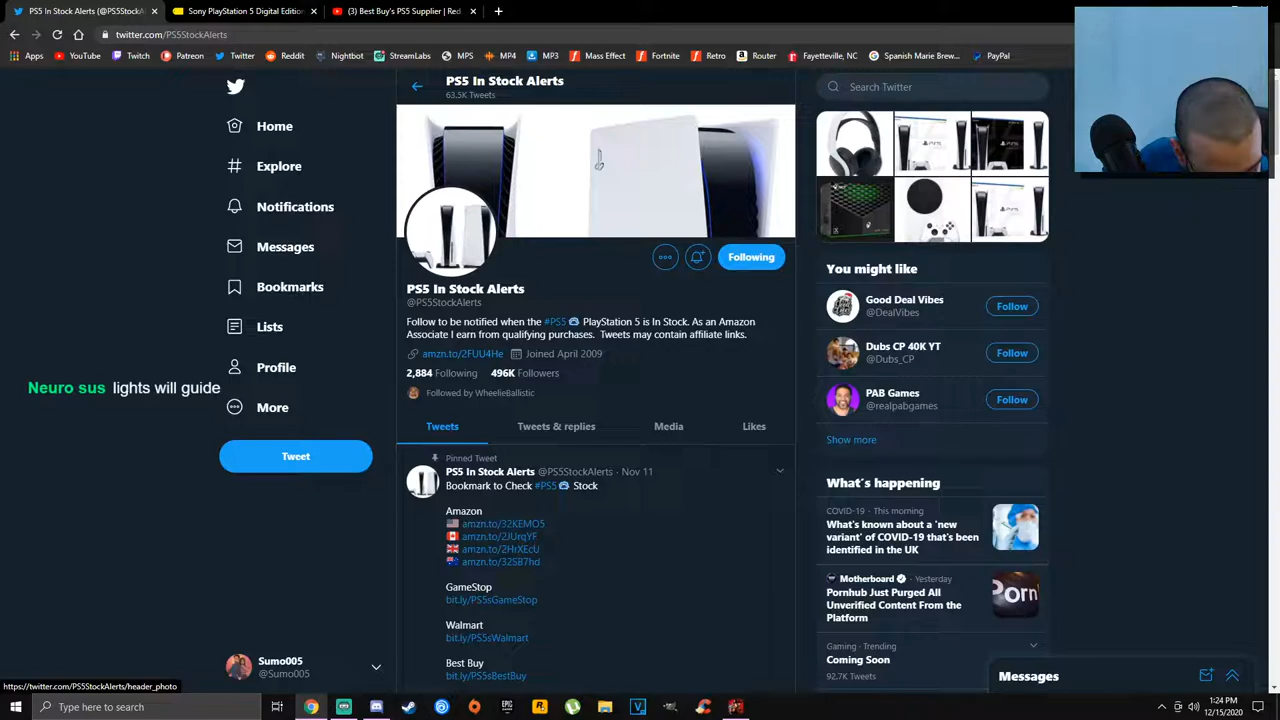 PS5 In Stock Alerts (@PS5StockA
Sony PlayStation 5 Digital Edition
(3) Best Buy's PS5 Supplier | Red
twitter.com/PS5StockAlerts
Apps
YouTube
Twitch
Patreon
Twitter
Reddit
Nightbot
StreamLabs
MPS
MP4
MP3
Mass Effect
Fortnite
Retro
Router
Fayetteville, NC
Spanish Marie Brew...
PayPal
PS5 In Stock Alerts
63.5K Tweets
Search Twitter
Home
Explore
Notifications
Messages
Bookmarks
Lists
Profile
More
Tweet
Neuro sus lights will guide
Following
PS5 In Stock Alerts
@PS5StockAlerts
Follow to be notified when the #PS5 PlayStation 5 is In Stock. As an Amazon
Associate I earn from qualifying purchases. Tweets may contain affiliate links.
amzn.to/2FUU4He Joined April 2009
2,884 Following 496K Followers
Followed by WheelieBallistic
Tweets
Tweets & replies
Media
Likes
Pinned Tweet
PS5 In Stock Alerts @PS5StockAlerts · Nov 11
Bookmark to Check #PS5 Stock
Amazon
amzn.to/32KEMO5
amzn.to/2JUrqYF
amzn.to/2HrXEcU
amzn.to/32SB7hd
GameStop
bit.ly/PS5sGameStop
Walmart
bit.ly/PS5sWalmart
Best Buy
bit.ly/PS5sBestBuy
You might like
Good Deal Vibes
@DealVibes
Follow
Dubs CP 40K YT
@Dubs_CP
Follow
PAB Games
@realpabgames
Follow
Show more
What's happening
COVID-19 · This morning
What's known about a 'new
variant' of COVID-19 that's been
identified in the UK
Motherboard · Yesterday
Pornhub Just Purged All
Unverified Content From the
Platform
Porn
Gaming · Trending
Coming Soon
92.7K Tweets
Messages
Sumo005
@Sumo005
https://twitter.com/PS5StockAlerts/header_photo
Type here to search
1:24 PM
12/15/2020